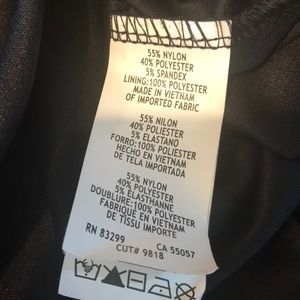 55% NYLON
40% POLYESTER
5% SPANDEX
LINING:100% POLYESTER
MADE IN VIETNAM
OF IMPORTED FABRIC
55% NILON
40% POLIESTER
5% ELASTANO
FORRO:100% POLIESTER
HECHO EN VIETNAM
DE TELA IMPORTADA
55% NYLON
40% POLYESTER
5% ELASTHANNE
DOUBLURE:100% POLYESTER
FABRIQUE EN VIETNAM
DE TISSU IMPORTE
RN 83299 CA 55057
CUT# 9818